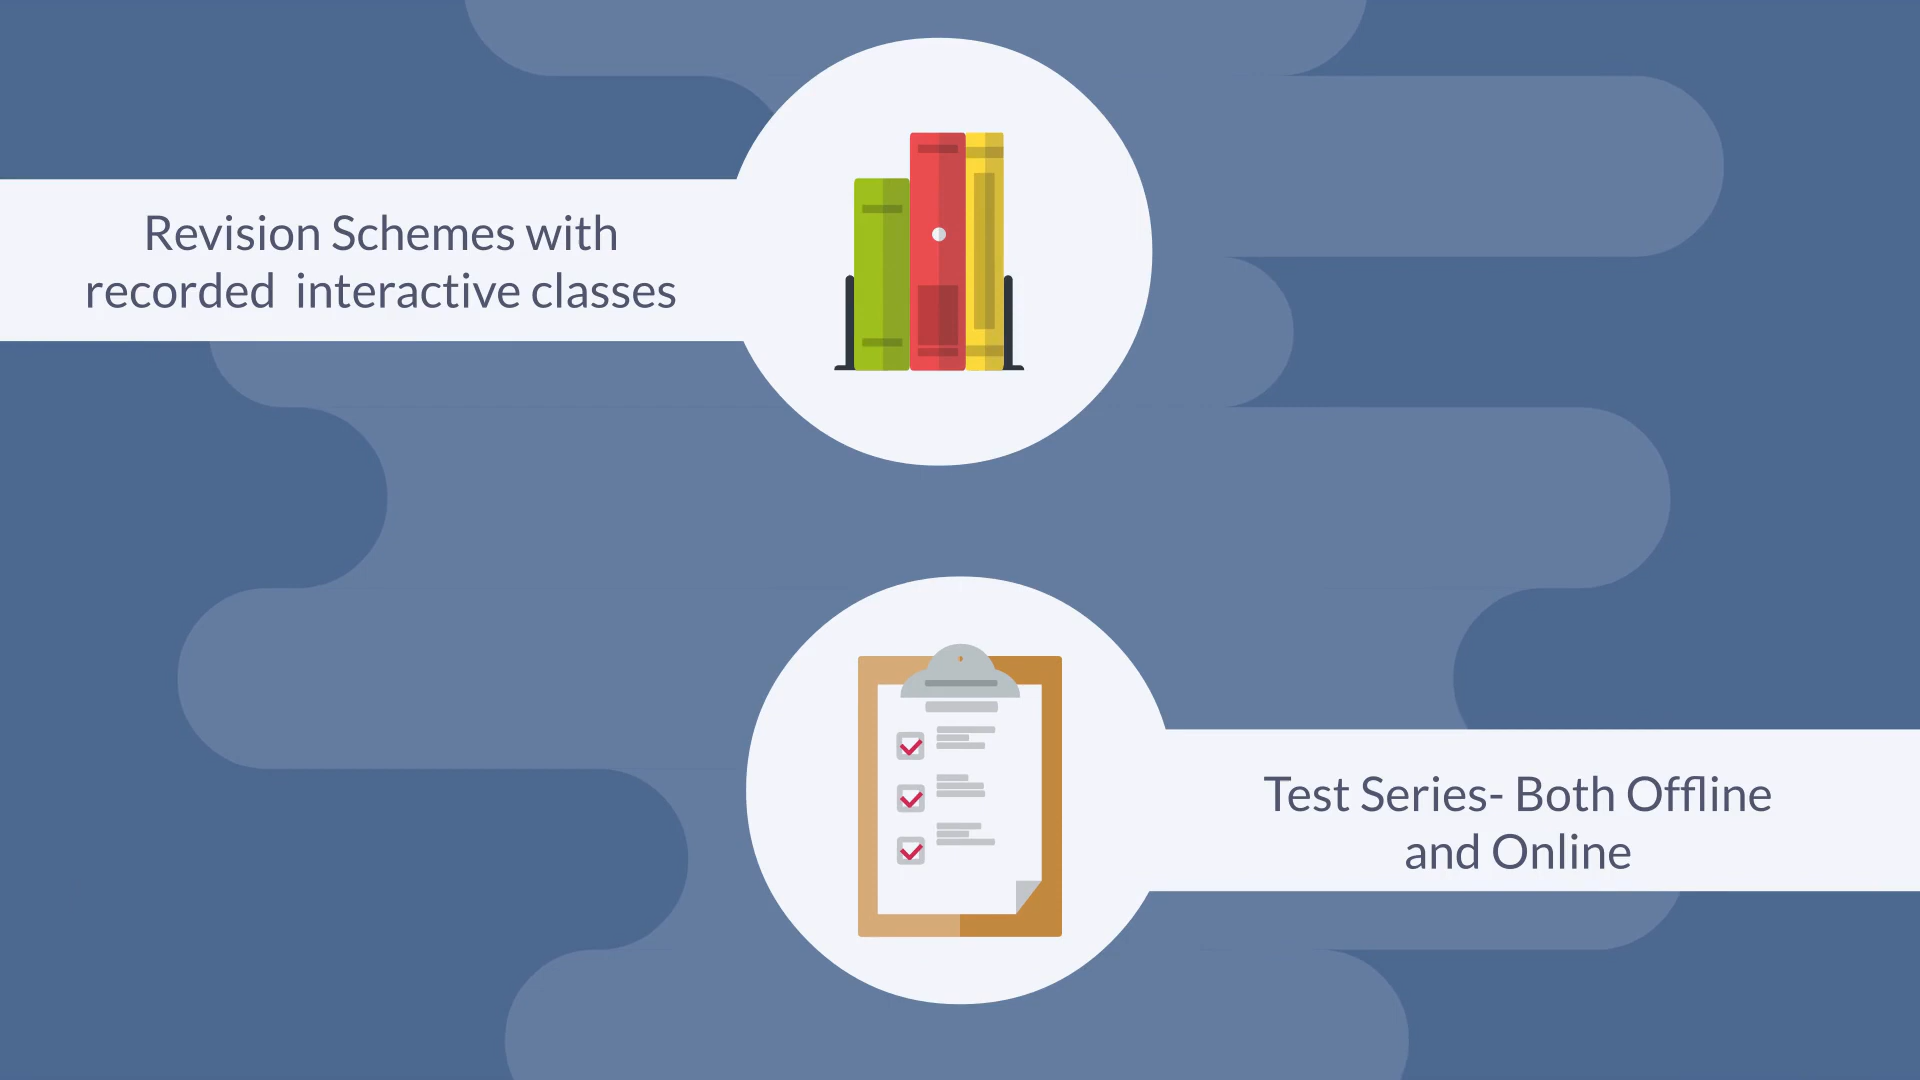 Revision Schemes with
recorded  interactive classes
Test Series- Both Offline
and Online